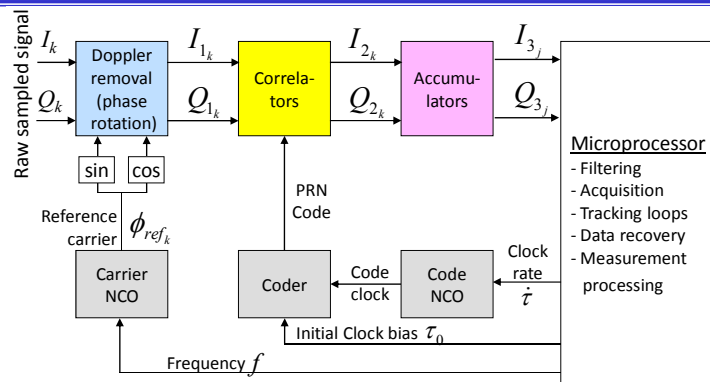 Raw sampled signal
I_k
Q_k
Doppler
removal
(phase
rotation)
I_{1_k}
Q_{1_k}
Correla-
tors
I_{2_k}
Q_{2_k}
Accumu-
lators
I_{3_j}
Q_{3_j}
Microprocessor
- Filtering
- Acquisition
- Tracking loops
- Data recovery
- Measurement
processing
sin
cos
Reference
carrier
ϕ_{ref_k}
PRN
Code
Carrier
NCO
Coder
Code
clock
Code
NCO
Clock
rate
τ̇
Initial Clock bias τ_0
Frequency f